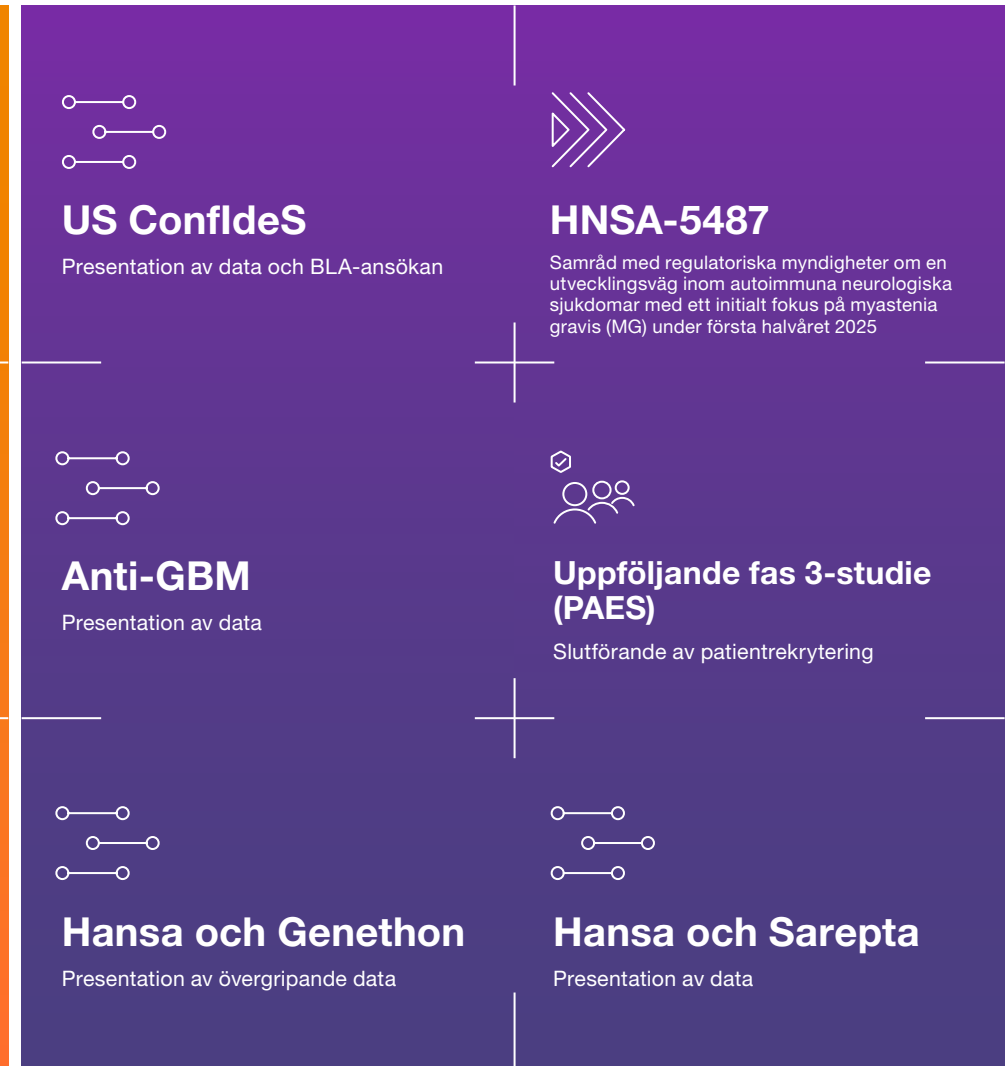 US ConfIdeS
Presentation av data och BLA-ansökan
HNSA-5487
Samråd med regulatoriska myndigheter om en
utvecklingsväg inom autoimmuna neurologiska
sjukdomar med ett initialt fokus på myastenia
gravis (MG) under första halvåret 2025
Anti-GBM
Presentation av data
Uppföljande fas 3-studie
(PAES)
Slutförande av patientrekrytering
Hansa och Genethon
Presentation av övergripande data
Hansa och Sarepta
Presentation av data